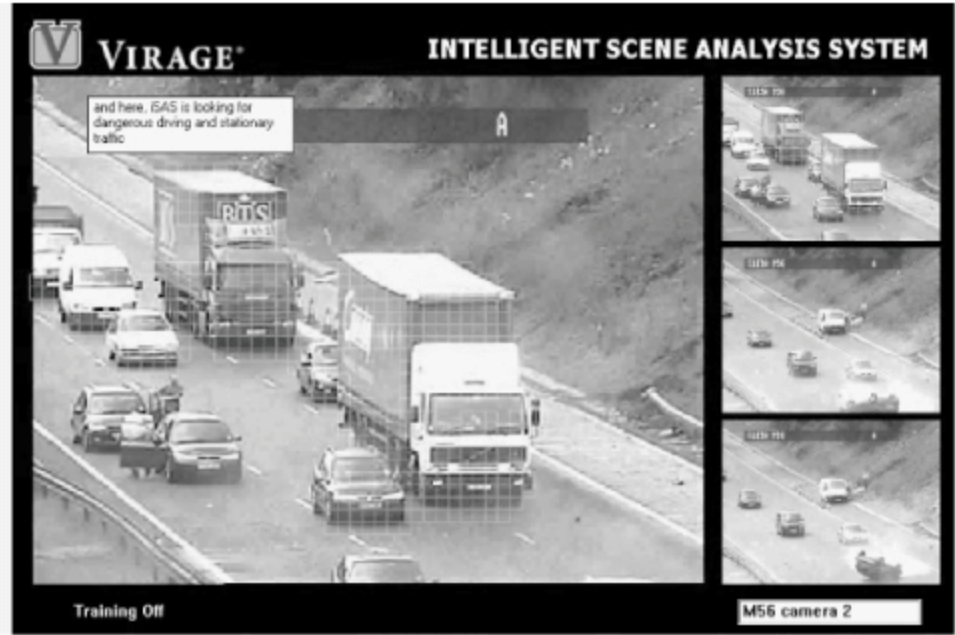 VIRAGE
INTELLIGENT SCENE ANALYSIS SYSTEM
and here, iSAS is looking for
dangerous driving and stationary
traffic
A
BTS
Training Off
M56 camera 2